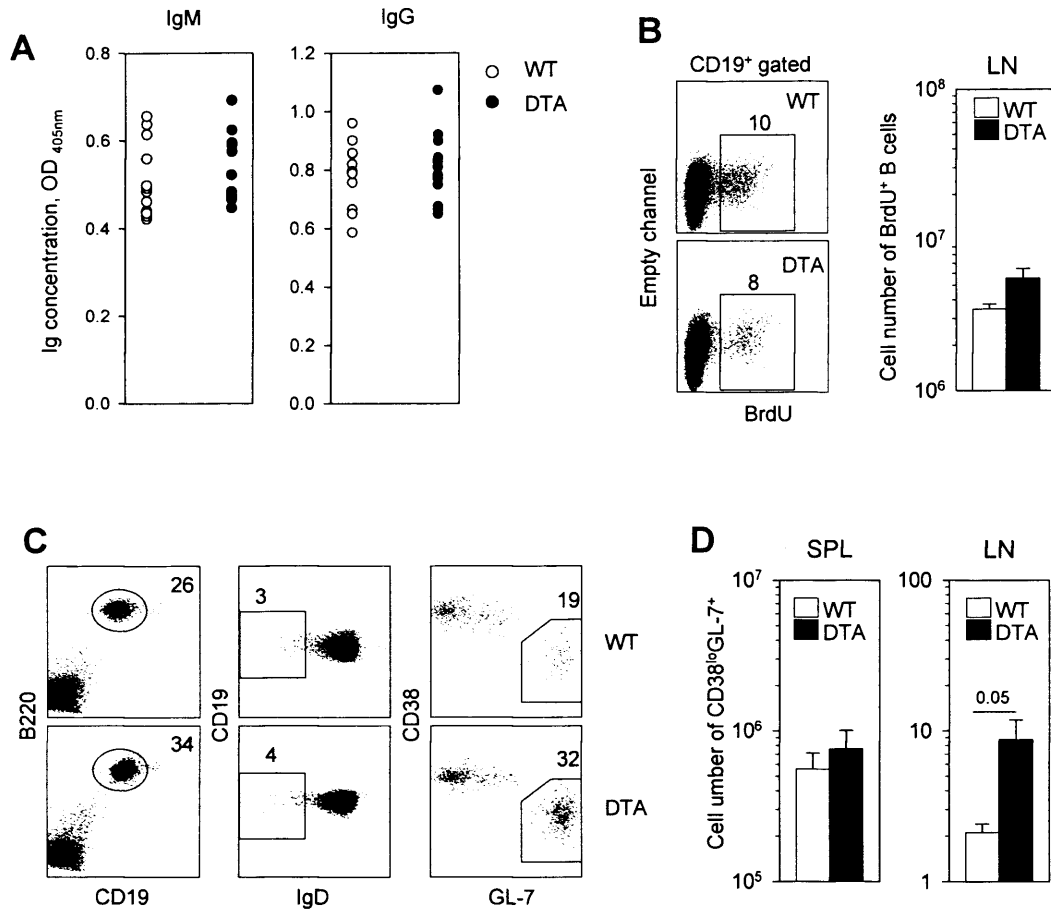 A
IgM
IgG
WT
DTA
Ig concentration, OD 405nm
0.8
0.6
0.4
0.2
0.0
1.2
1.0
0.8
0.6
0.4
0.2
0.0
B
CD19+ gated
WT
10
DTA
8
Empty channel
BrdU
LN
WT
DTA
Cell number of BrdU+ B cells
10^8
10^7
10^6
C
26
3
19
WT
34
4
32
DTA
B220
CD19
CD38
CD19
IgD
GL-7
D
SPL
LN
WT
DTA
WT
DTA
Cell umber of CD38^loGL-7+
10^7
10^6
10^5
100
10
1
0.05